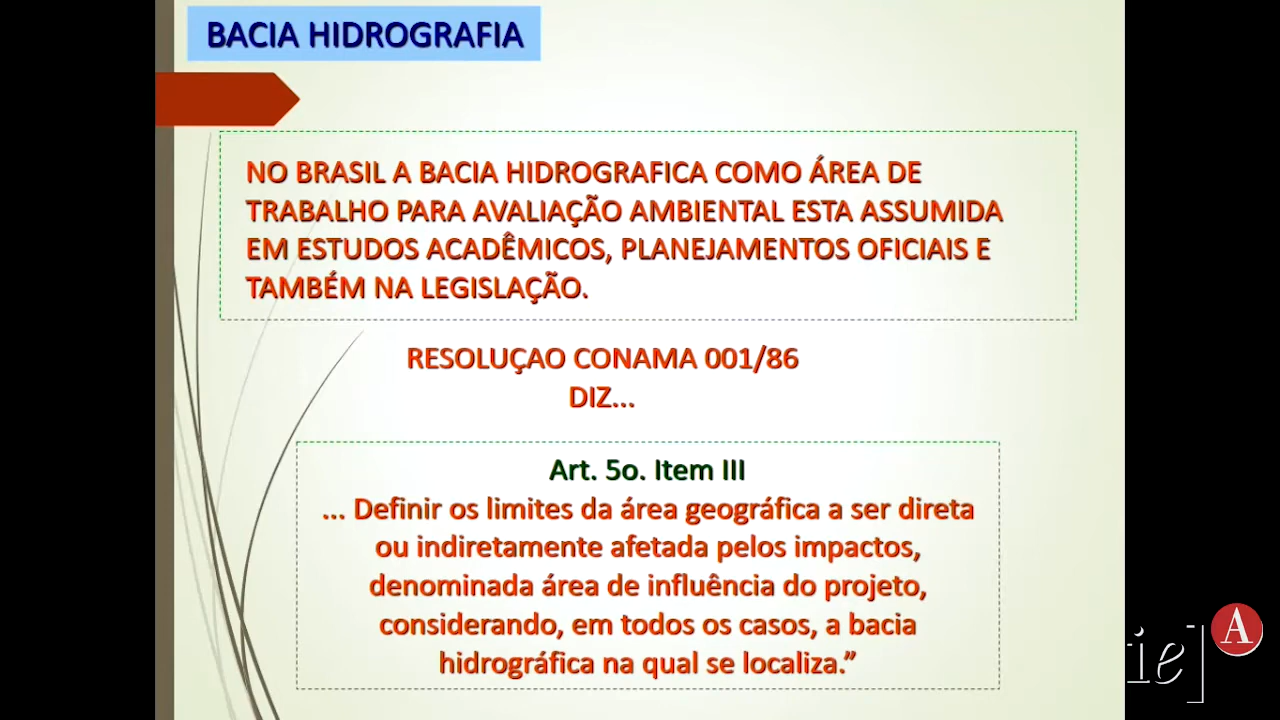 BACIA HIDROGRAFIA
NO BRASIL A BACIA HIDROGRAFICA COMO ÁREA DE
TRABALHO PARA AVALIAÇÃO AMBIENTAL ESTA ASSUMIDA
EM ESTUDOS ACADÊMICOS, PLANEJAMENTOS OFICIAIS E
TAMBÉM NA LEGISLAÇÃO.
RESOLUÇAO CONAMA 001/86
DIZ...
Art. 5o. Item III
... Definir os limites da área geográfica a ser direta
ou indiretamente afetada pelos impactos,
denominada área de influência do projeto,
considerando, em todos os casos, a bacia
hidrográfica na qual se localiza.”
A
ie]